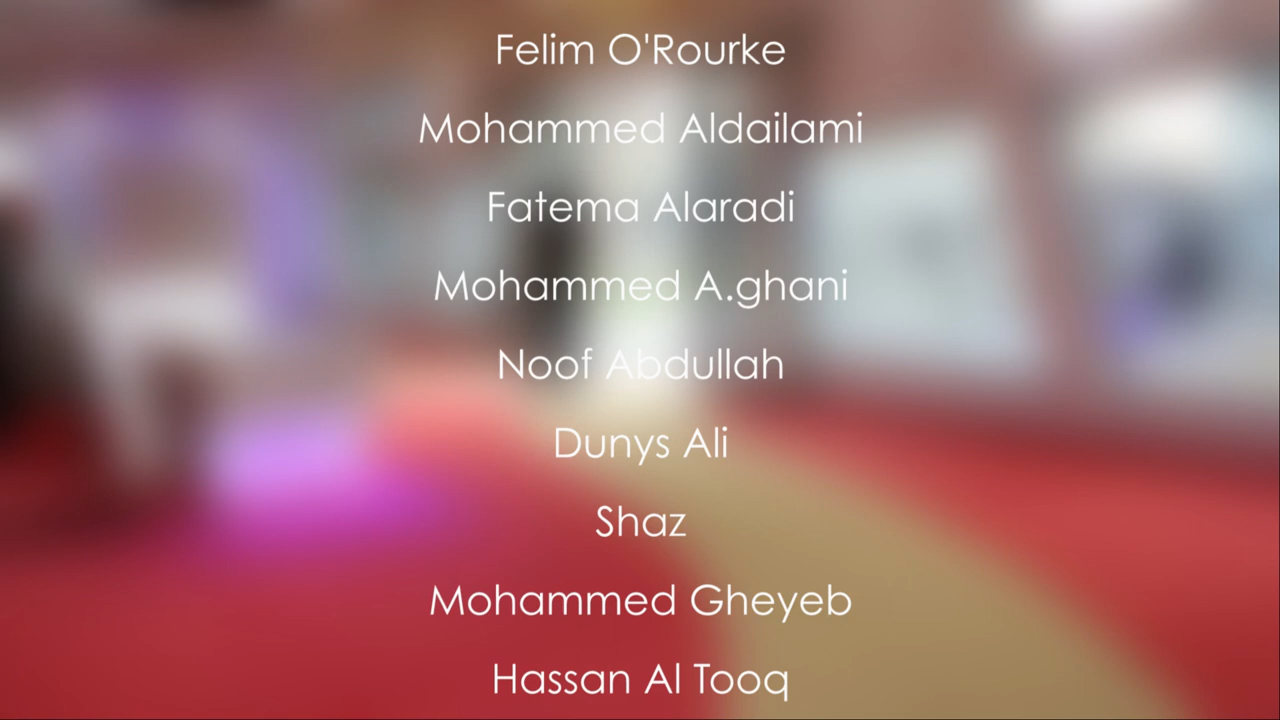 Felim O'Rourke
Mohammed Aldailami
Fatema Alaradi
Mohammed A.ghani
Noof Abdullah
Dunys Ali
Shaz
Mohammed Gheyeb
Hassan Al Tooq